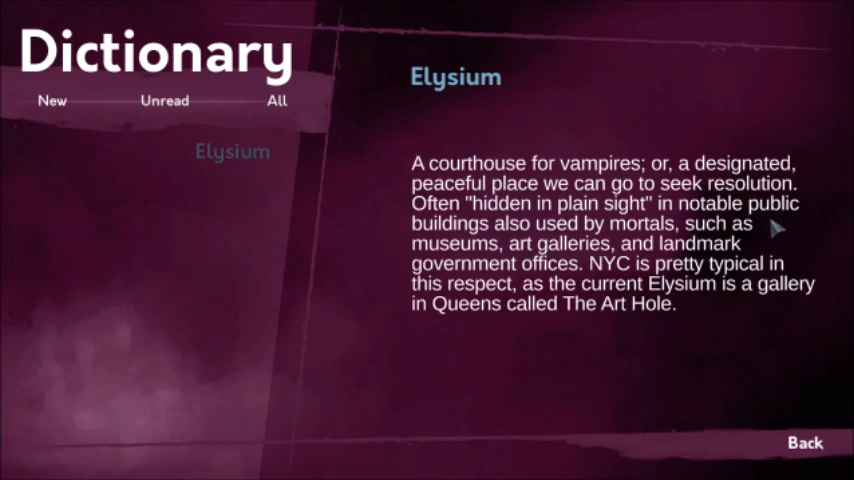 Dictionary
New Unread All
Elysium
Elysium
A courthouse for vampires; or, a designated,
peaceful place we can go to seek resolution.
Often "hidden in plain sight" in notable public
buildings also used by mortals, such as
museums, art galleries, and landmark
government offices. NYC is pretty typical in
this respect, as the current Elysium is a gallery
in Queens called The Art Hole.
Back